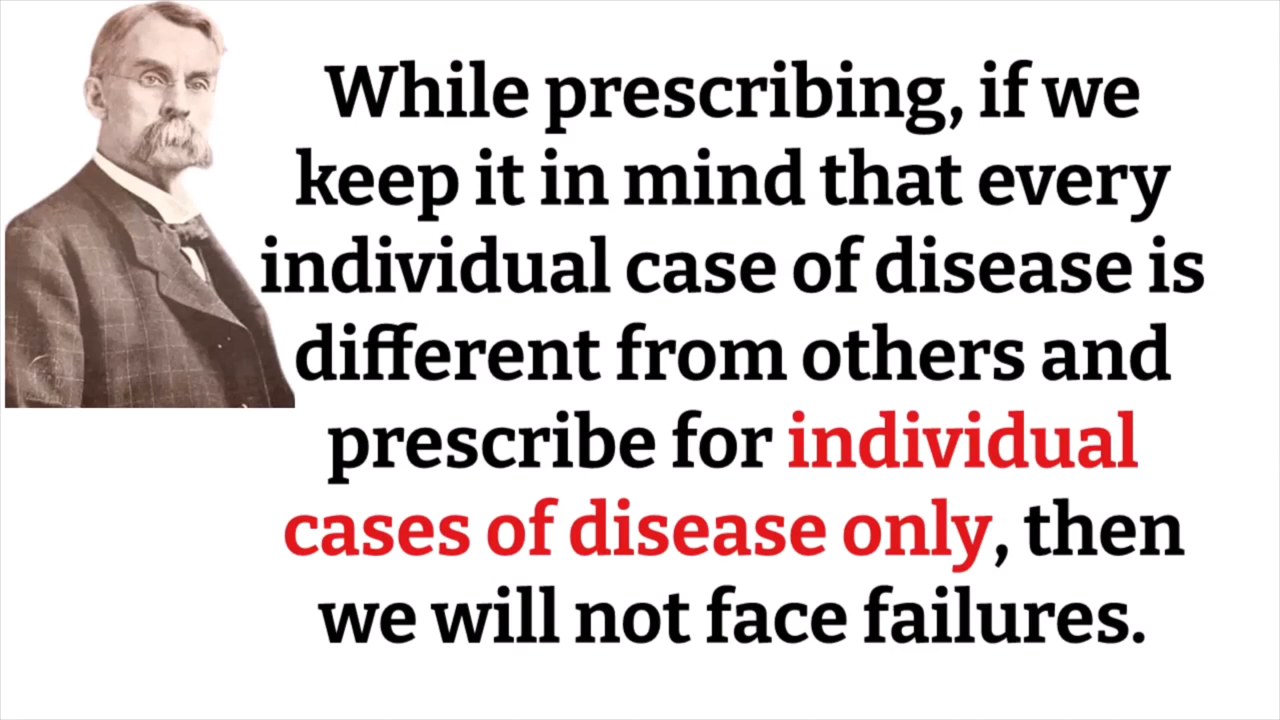 While prescribing, if we
keep it in mind that every
individual case of disease is
different from others and
prescribe for individual
cases of disease only, then
we will not face failures.